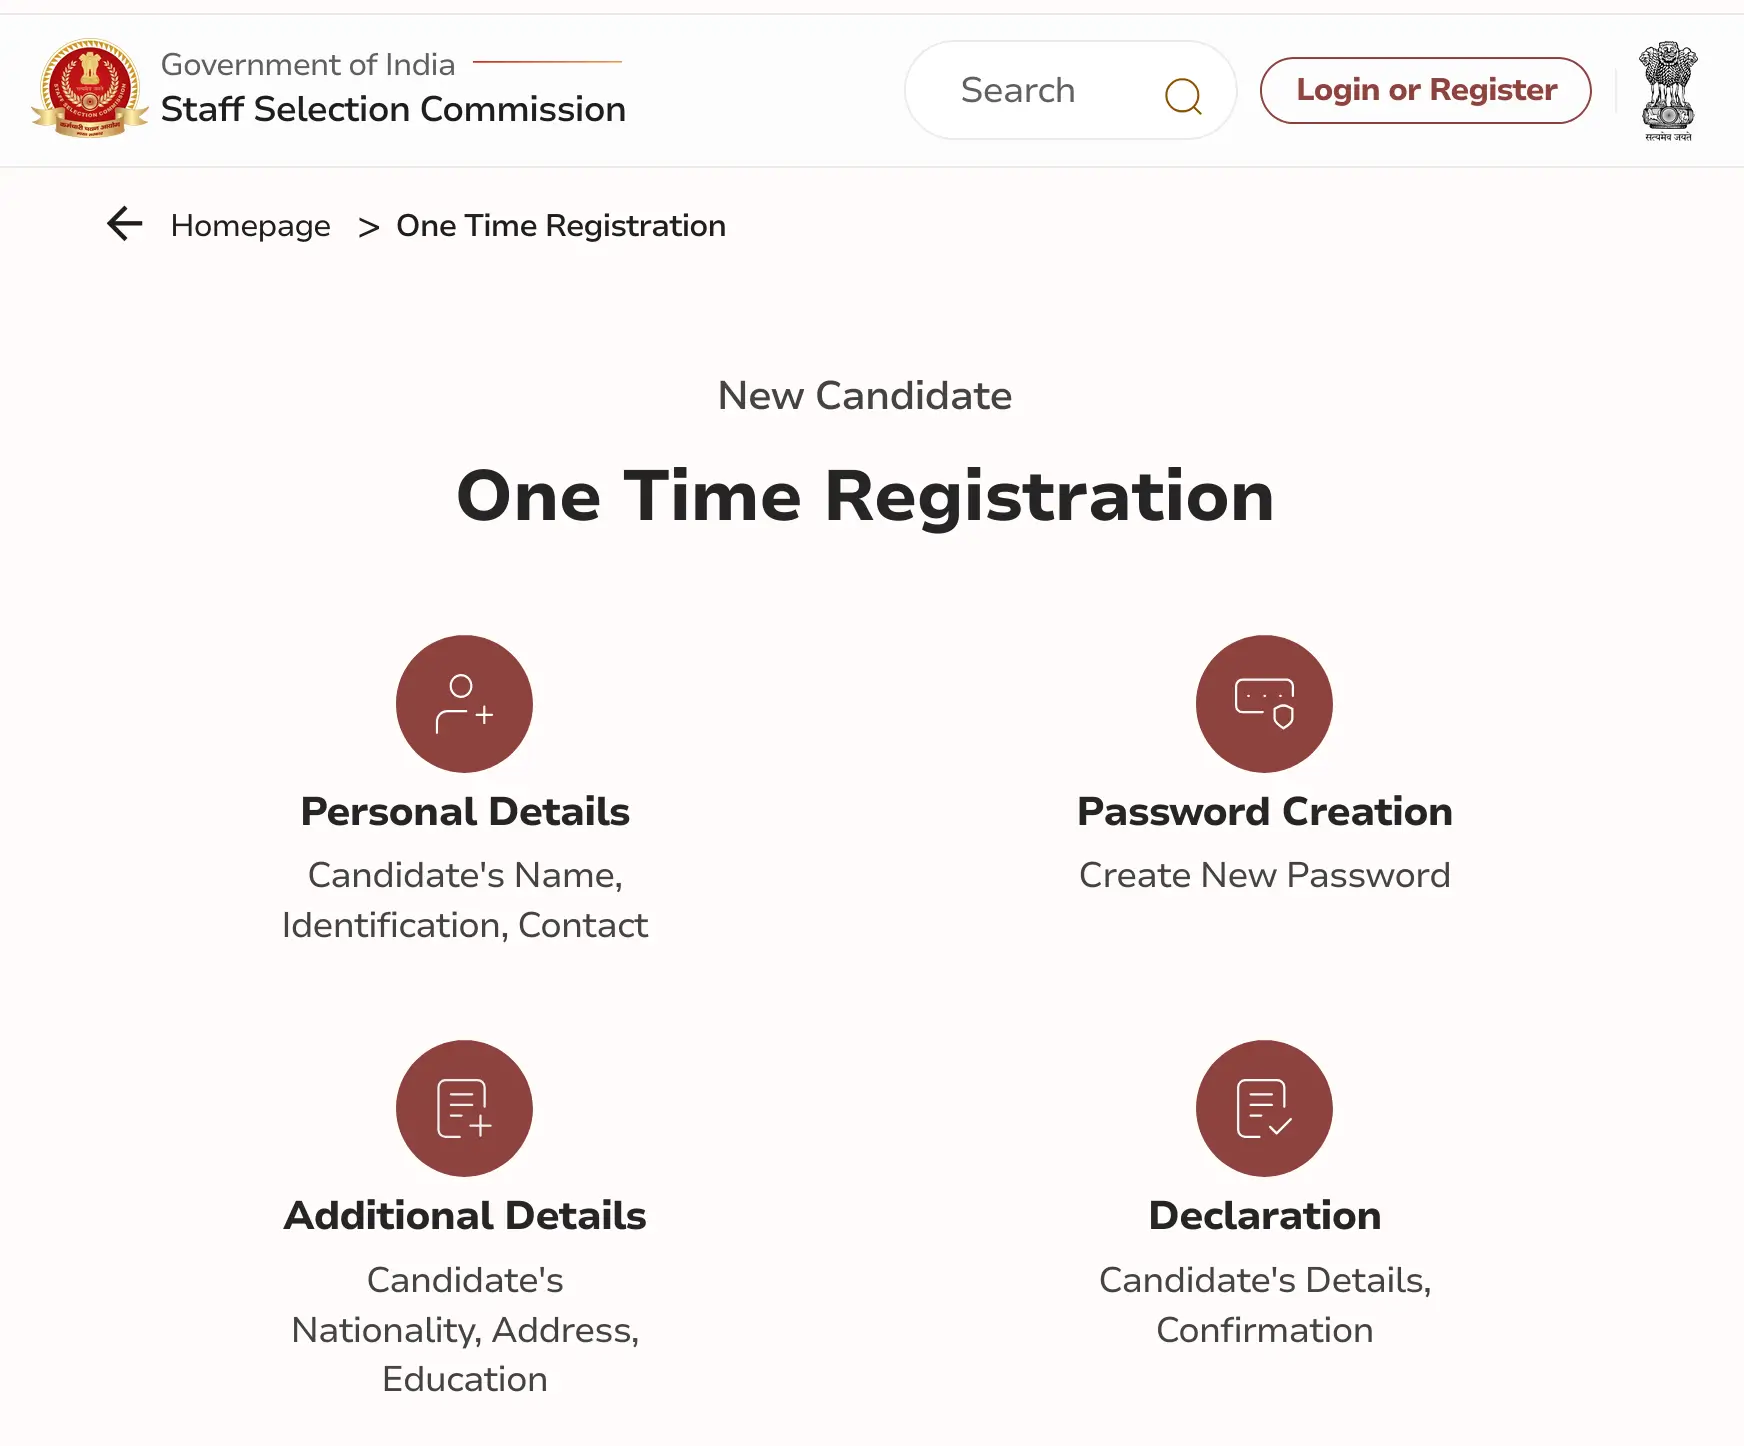 Government of India
Staff Selection Commission
Search
Login or Register
सत्यमेव जयते
Homepage > One Time Registration
New Candidate
One Time Registration
Personal Details
Candidate's Name,
Identification, Contact
Password Creation
Create New Password
Additional Details
Candidate's
Nationality, Address,
Education
Declaration
Candidate's Details,
Confirmation